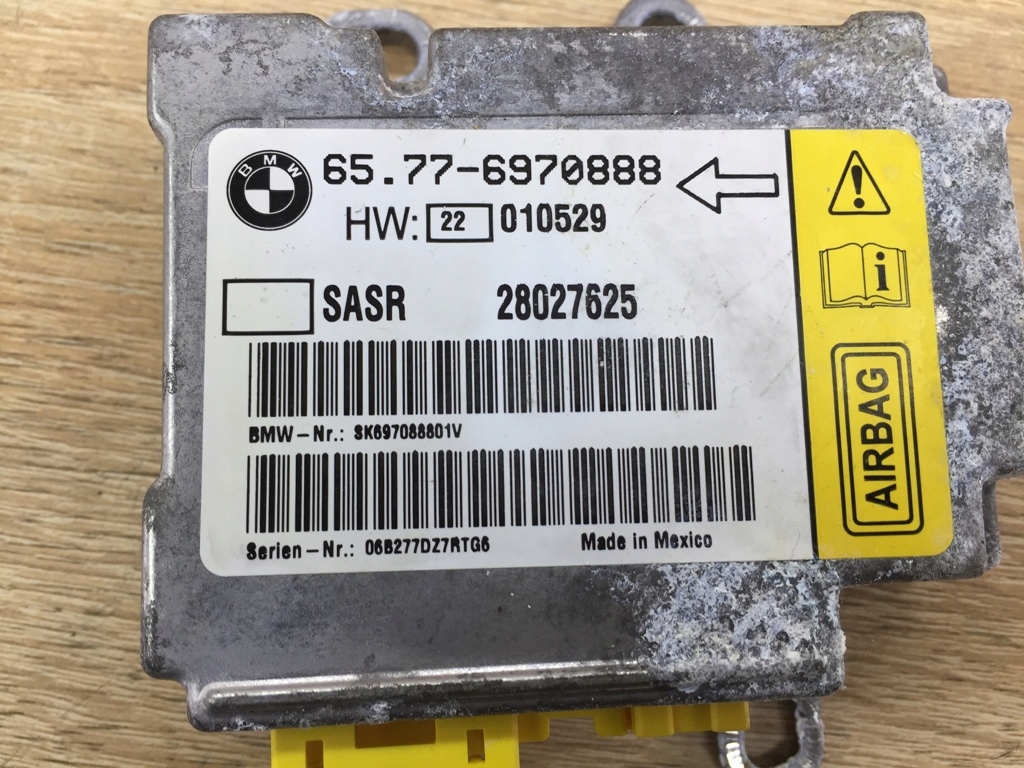 BMW
65.77-6970888
HW: 22 010529
SASR 28027625
BMW-Nr.: SK697088801V
Serien-Nr.: 06B277DZ7RTG6
Made in Mexico
i
AIRBAG